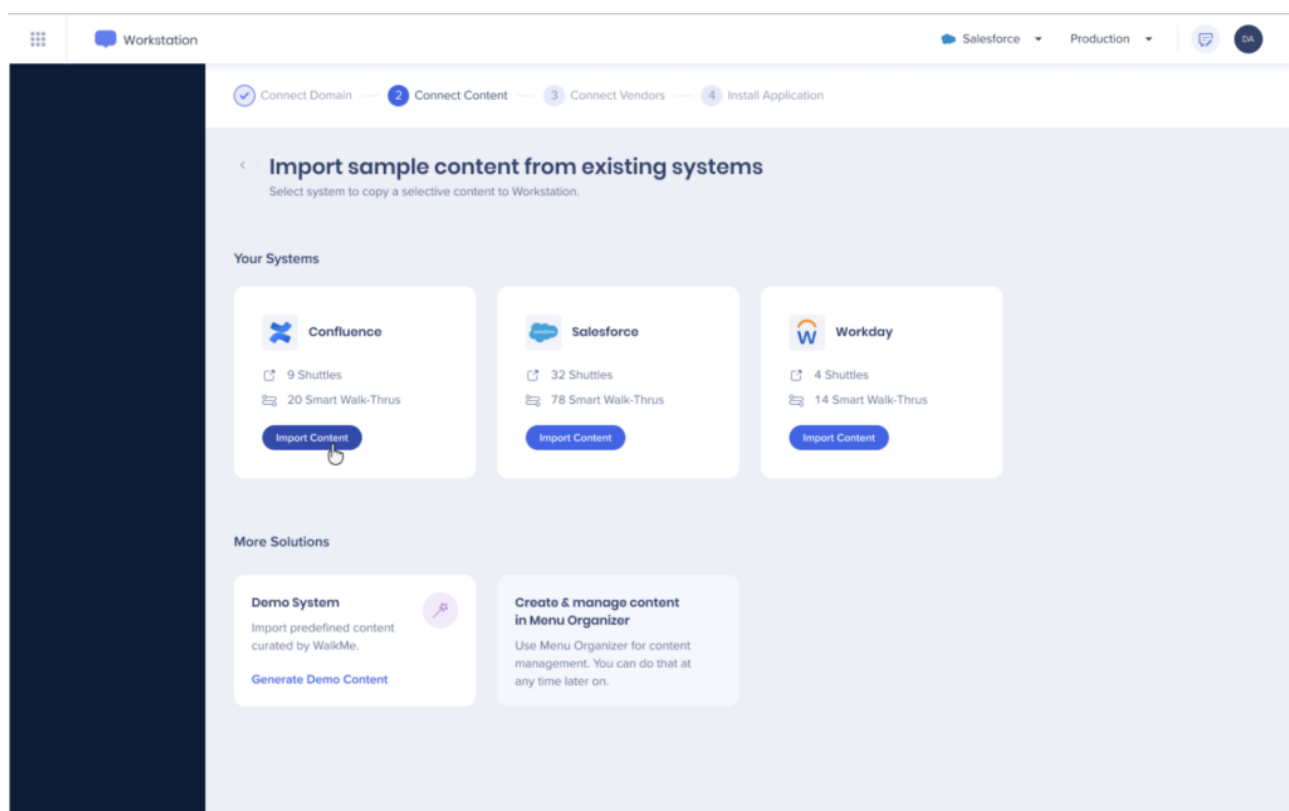 Workstation
Salesforce
Production
DA
Connect Domain
2 Connect Content
3 Connect Vendors
4 Install Application
Import sample content from existing systems
Select system to copy a selective content to Workstation.
Your Systems
Confluence
9 Shuttles
20 Smart Walk-Thrus
Import Content
salesforce
Salesforce
32 Shuttles
78 Smart Walk-Thrus
Import Content
Workday
4 Shuttles
14 Smart Walk-Thrus
Import Content
More Solutions
Demo System
Import predefined content
curated by WalkMe.
Generate Demo Content
Create & manage content
in Menu Organizer
Use Menu Organizer for content
management. You can do that at
any time later on.